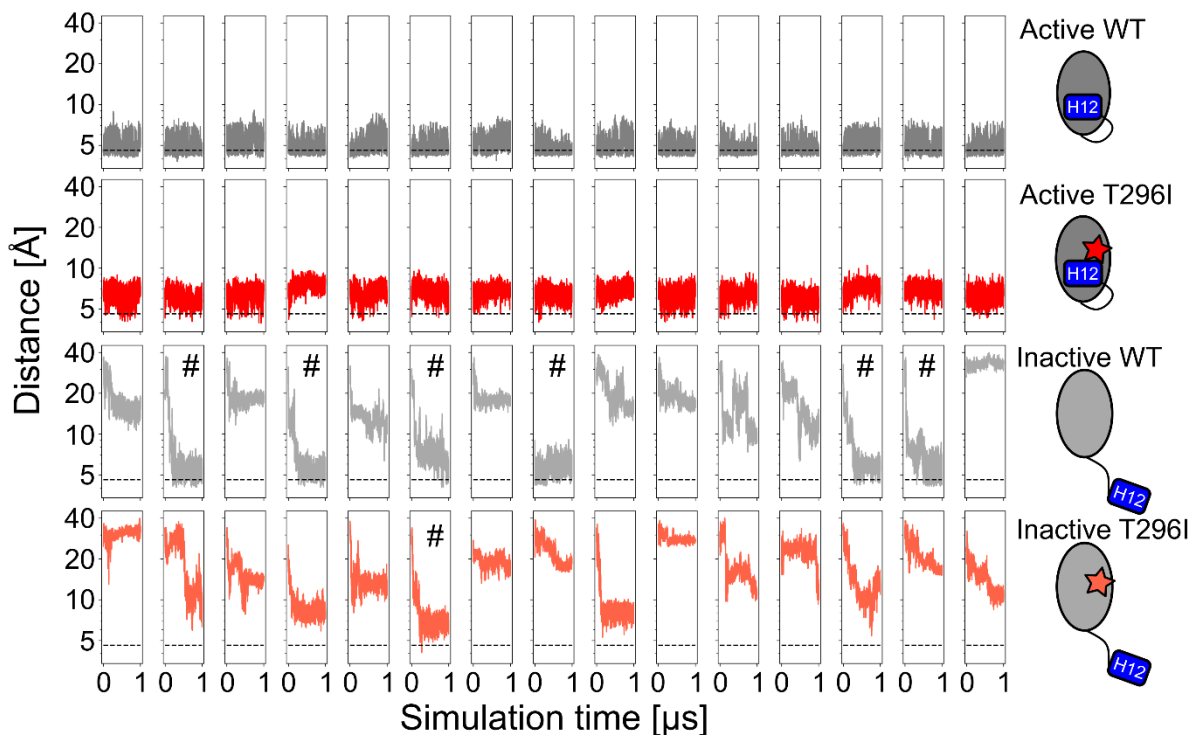 40
20
10
5
Active WT
H12
40
20
10
5
Active T296I
H12
Distance [Å]
40
20
10
5
# # # # # #
Inactive WT
H12
40
20
10
5
#
Inactive T296I
H12
0 1 0 1 0 1 0 1 0 1 0 1 0 1 0 1 0 1 0 1 0 1 0 1 0 1 0 1 0 1
Simulation time [µs]